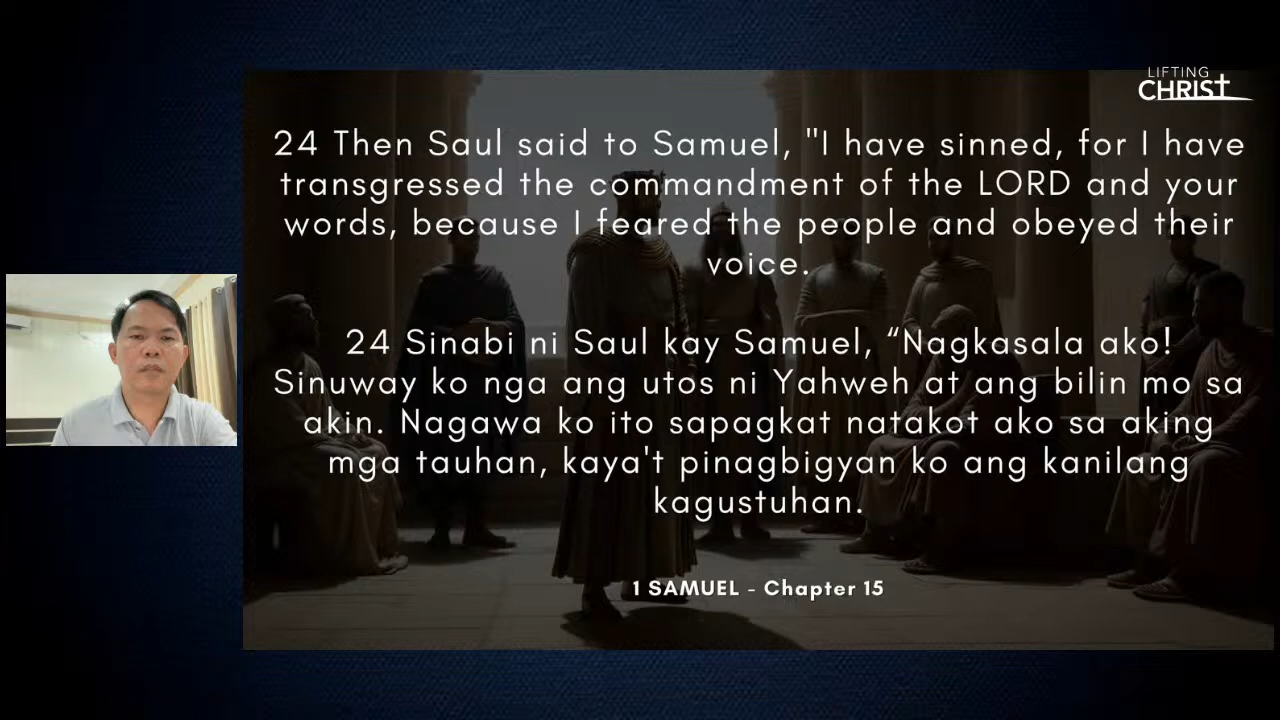 LIFTING
CHRIST
24 Then Saul said to Samuel, "I have sinned, for I have
transgressed the commandment of the LORD and your
words, because I feared the people and obeyed their
voice.
24 Sinabi ni Saul kay Samuel, “Nagkasala ako!
Sinuway ko nga ang utos ni Yahweh at ang bilin mo sa
akin. Nagawa ko ito sapagkat natakot ako sa aking
mga tauhan, kaya't pinagbigyan ko ang kanilang
kagustuhan.
1 SAMUEL - Chapter 15